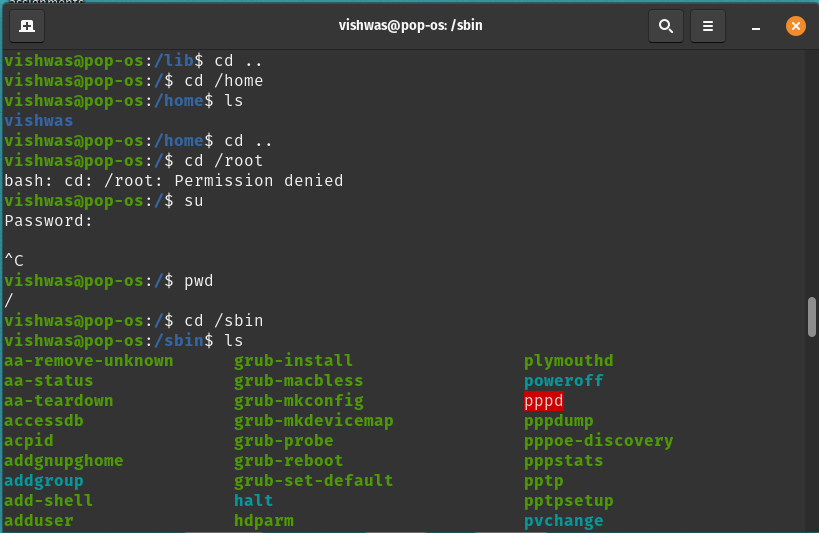 assignments
vishwas@pop-os: /sbin
vishwas@pop-os:/lib$ cd ..
vishwas@pop-os:/$ cd /home
vishwas@pop-os:/home$ ls
vishwas
vishwas@pop-os:/home$ cd ..
vishwas@pop-os:/$ cd /root
bash: cd: /root: Permission denied
vishwas@pop-os:/$ su
Password:
^C
vishwas@pop-os:/$ pwd
/
vishwas@pop-os:/$ cd /sbin
vishwas@pop-os:/sbin$ ls
aa-remove-unknown grub-install plymouthd
aa-status grub-macbless poweroff
aa-teardown grub-mkconfig pppd
accessdb grub-mkdevicemap pppdump
acpid grub-probe pppoe-discovery
addgnupghome grub-reboot pppstats
addgroup grub-set-default pptp
add-shell halt pptpsetup
adduser hdparm pvchange